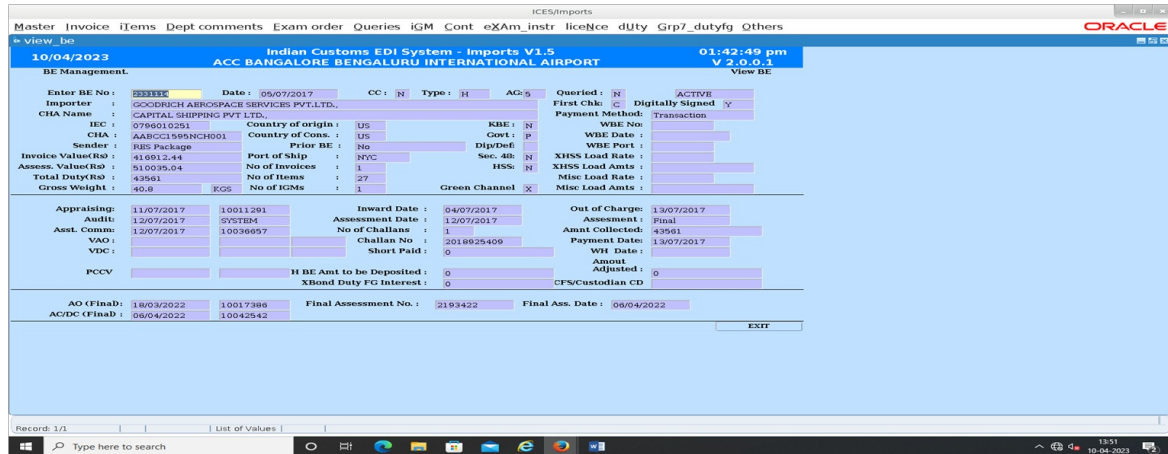 ICES/Imports
Master Invoice iTems Dept comments Exam order Queries iGM Cont eXAm_instr liceNce dUty Grp7_dutyfg Others ORACLE
view_be
10/04/2023 Indian Customs EDI System - Imports V1.5 01:42:49 pm
ACC BANGALORE BENGALURU INTERNATIONAL AIRPORT V 2.0.0.1
BE Management. View BE
Enter BE No : Date : 05/07/2017 CC : N Type : H AG: 5 Queried : N ACTIVE
Importer : GOODRICH AEROSPACE SERVICES PVT.LTD., First Chk: C Digitally Signed Y
CHA Name : CAPITAL SHIPPING PVT LTD., Payment Method: Transaction
IEC : 0796010251 Country of origin : US KBE : N WBE No:
CHA : AABCC1595NCH001 Country of Cons. : US Govt : P WBE Date :
Sender : RES Package Prior BE : No Dip/Def: WBE Port :
Invoice Value(Rs) : 416912.44 Port of Ship : NYC Sec. 48: N XHSS Load Rate :
Assess. Value(Rs) : 510035.04 No of Invoices : 1 HSS: N XHSS Load Amts :
Total Duty(Rs) : 43561 No of Items : 27 Misc Load Rate :
Gross Weight : 40.8 KGS No of IGMs : 1 Green Channel X Misc Load Amts :
Appraising: 11/07/2017 10011291 Inward Date : 04/07/2017 Out of Charge: 13/07/2017
Audit: 12/07/2017 SYSTEM Assessment Date : 12/07/2017 Assesment : Final
Asst. Comm: 12/07/2017 10036657 No of Challans : 1 Amnt Collected: 43561
VAO : Challan No : 2018925409 Payment Date: 13/07/2017
VDC : Short Paid : 0 WH Date :
Amout
PCCV H BE Amt to be Deposited : 0 Adjusted : 0
XBond Duty FG Interest : 0 CFS/Custodian CD
AO (Final): 18/03/2022 10017386 Final Assessment No. : 2193422 Final Ass. Date : 06/04/2022
AC/DC (Final) : 06/04/2022 10042542
EXIT
Record: 1/1 List of Values
Type here to search 13:51
10-04-2023